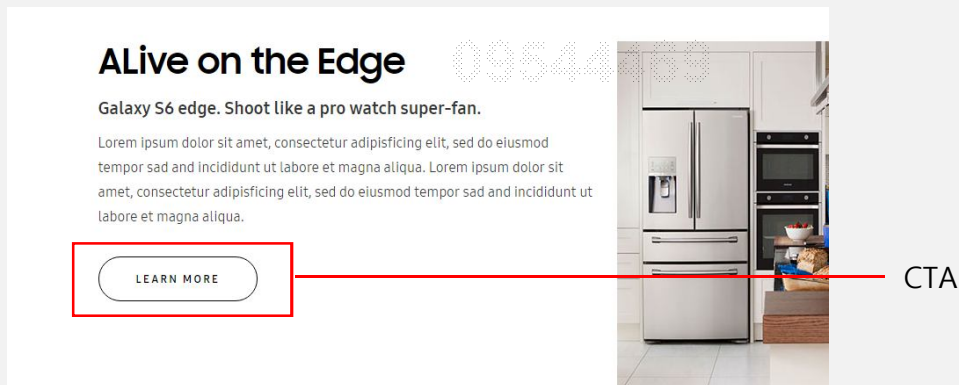 ALive on the Edge
09544469
Galaxy S6 edge. Shoot like a pro watch super-fan.
Lorem ipsum dolor sit amet, consectetur adipisficing elit, sed do eiusmod
tempor sad and incididunt ut labore et magna aliqua. Lorem ipsum dolor sit
amet, consectetur adipisficing elit, sed do eiusmod tempor sad and incididunt ut
labore et magna aliqua.
LEARN MORE
CTA